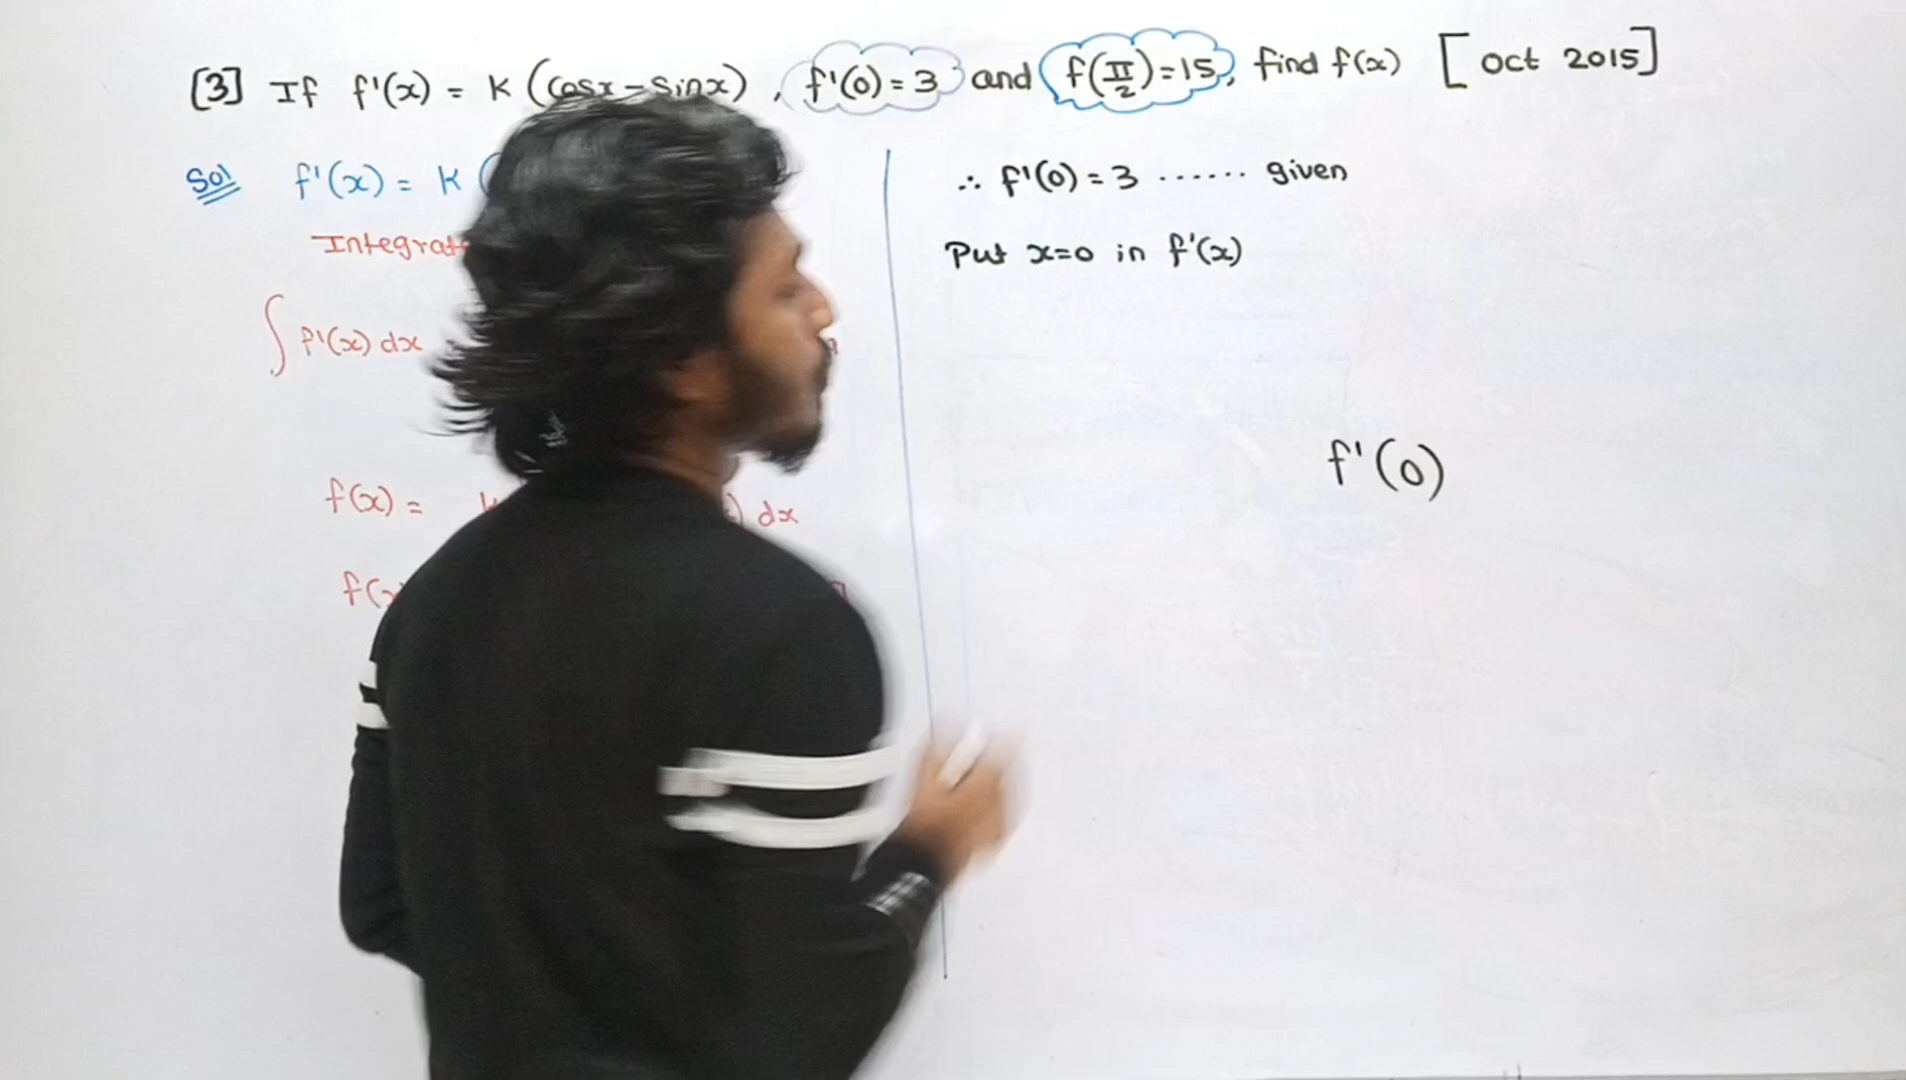 [3] If f'(x) = K (cosx - sinx), f'(0) = 3 and f(π/2) = 15, find f(x) [Oct 2015]
Sol f'(x) = K (
∫ f'(x) dx
f(x) = dx
∴ f'(0) = 3 ...... given
Put x=0 in f'(x)
f'(0)